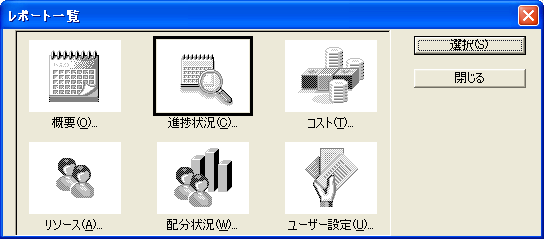 レポート一覧
選択(S)
閉じる
概要(O)...
進捗状況(C)...
コスト(T)...
リソース(A)...
配分状況(W)...
ユーザー設定(U)...